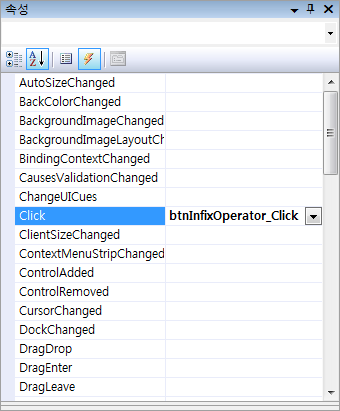 속성
AutoSizeChanged
BackColorChanged
BackgroundImageChanged
BackgroundImageLayoutCh
BindingContextChanged
CausesValidationChanged
ChangeUICues
Click btnInfixOperator_Click
ClientSizeChanged
ContextMenuStripChanged
ControlAdded
ControlRemoved
CursorChanged
DockChanged
DragDrop
DragEnter
DragLeave